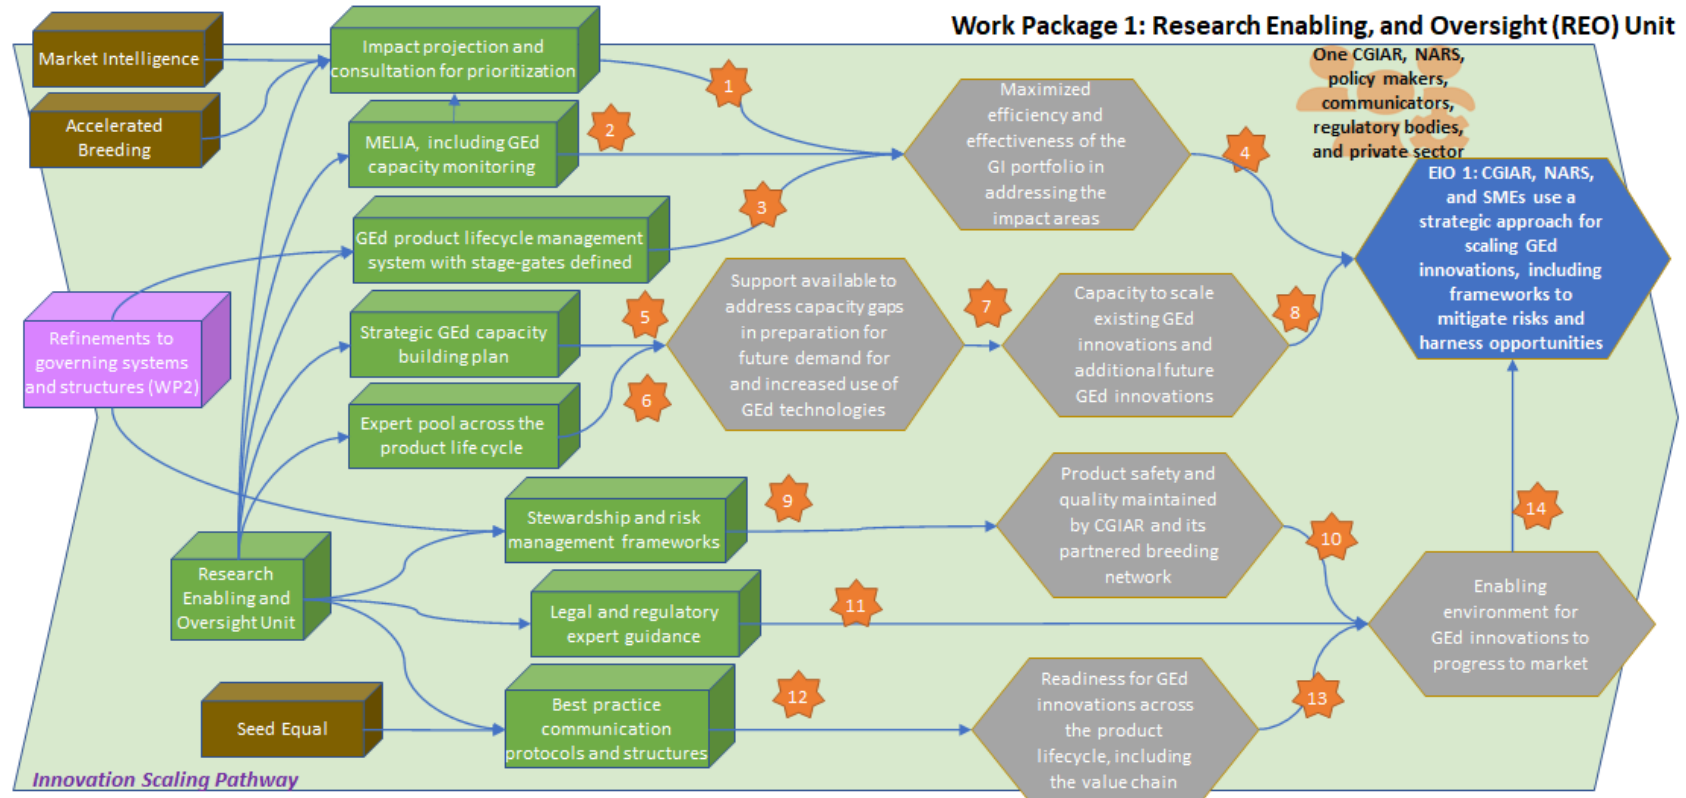 Work Package 1: Research Enabling, and Oversight (REO) Unit
Market Intelligence
Accelerated
Breeding
Impact projection and
consultation for prioritization
1
MELIA, including GEd
capacity monitoring
2
GEd product lifecycle management
system with stage-gates defined
3
Maximized
efficiency and
effectiveness of the
GI portfolio in
addressing the
impact areas
4
One CGIAR, NARS,
policy makers,
communicators,
regulatory bodies,
and private sector
EIO 1: CGIAR, NARS,
and SMEs use a
strategic approach for
scaling GEd
innovations, including
frameworks to
mitigate risks and
harness opportunities
Refinements to
governing systems
and structures (WP2)
Strategic GEd capacity
building plan
5
Expert pool across the
product life cycle
6
Support available to
address capacity gaps
in preparation for
future demand for
and increased use of
GEd technologies
7
Capacity to scale
existing GEd
innovations and
additional future
GEd innovations
8
Stewardship and risk
management frameworks
9
Product safety and
quality maintained
by CGIAR and its
partnered breeding
network
10
14
Research
Enabling and
Oversight Unit
Legal and regulatory
expert guidance
11
Enabling
environment for
GEd innovations to
progress to market
Seed Equal
Best practice
communication
protocols and structures
12
Readiness for GEd
innovations across
the product
lifecycle, including
the value chain
13
Innovation Scaling Pathway